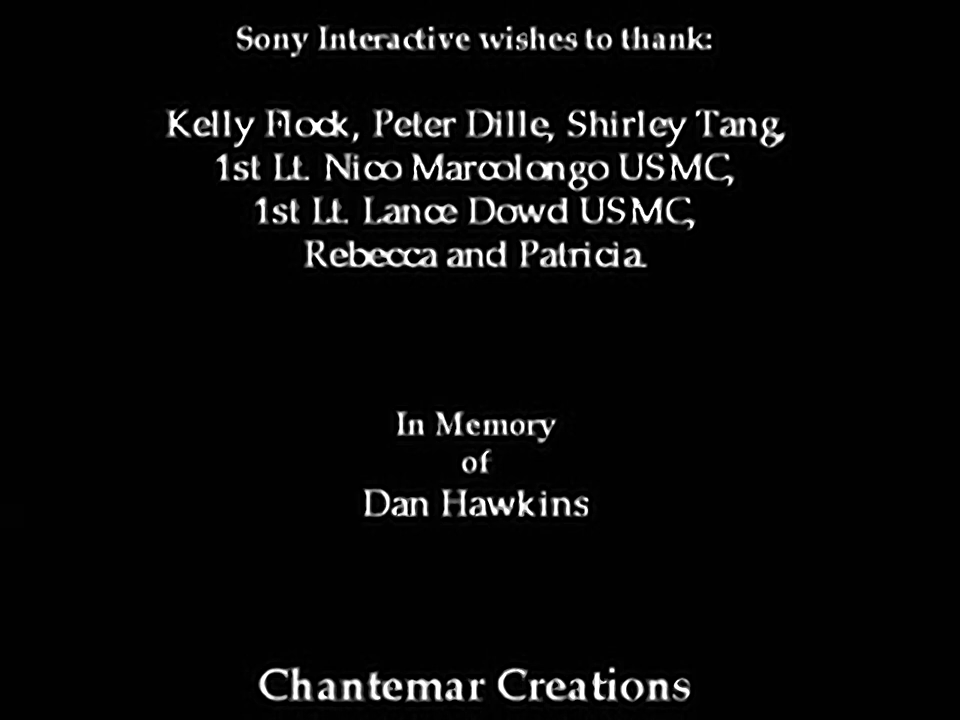 Sony Interactive wishes to thank:
Kelly Flock, Peter Dille, Shirley Tang,
1st Lt. Nico Marcolongo USMC,
1st Lt. Lance Dowd USMC,
Rebecca and Patricia.
In Memory
of
Dan Hawkins
Chantemar Creations